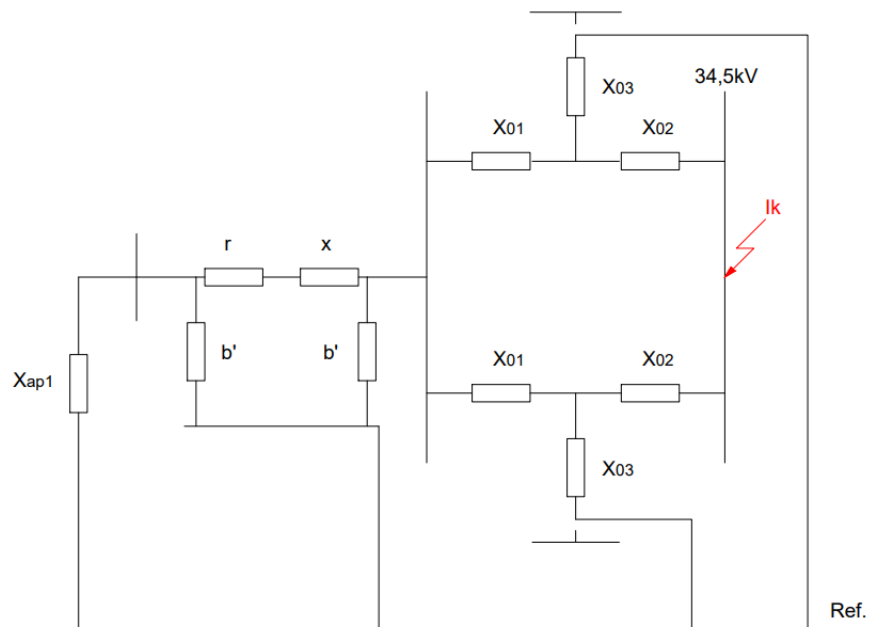 X03
34,5kV
X01
X02
Ik
r
x
b'
b'
Xap1
X01
X02
X03
Ref.